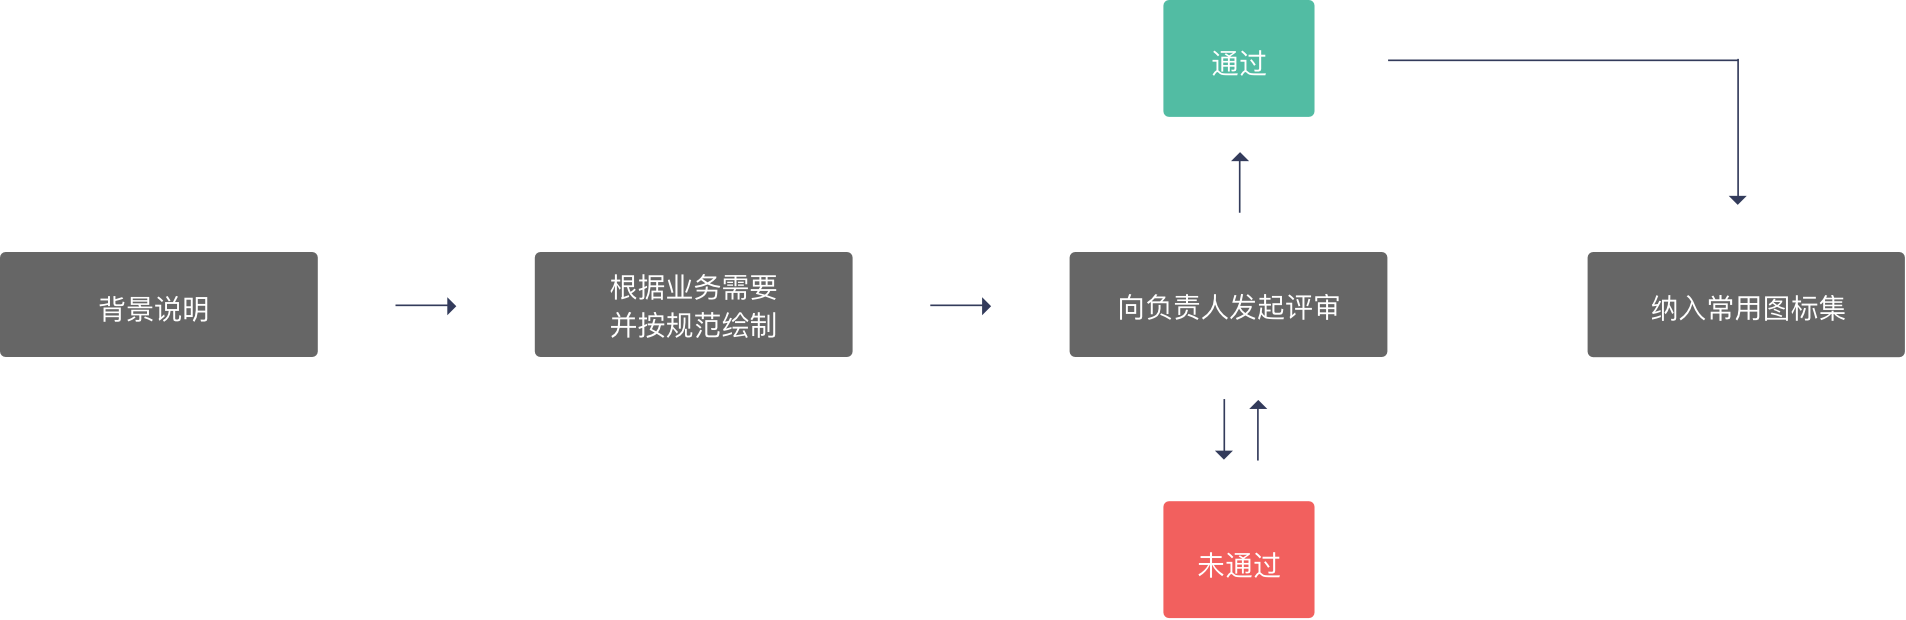 通过
背景说明
根据业务需要
并按规范绘制
向负责人发起评审
纳入常用图标集
未通过